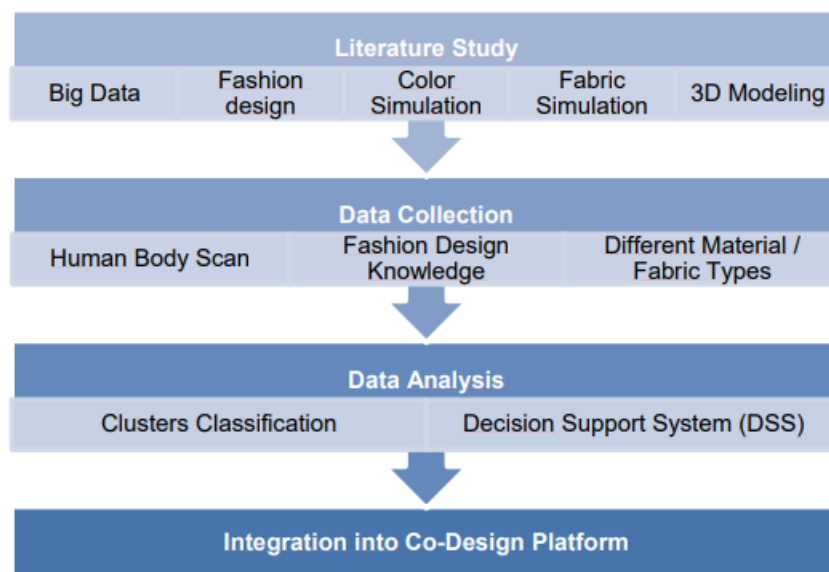 Literature Study
Big Data
Fashion
design
Color
Simulation
Fabric
Simulation
3D Modeling
Data Collection
Human Body Scan
Fashion Design
Knowledge
Different Material /
Fabric Types
Data Analysis
Clusters Classification
Decision Support System (DSS)
Integration into Co-Design Platform